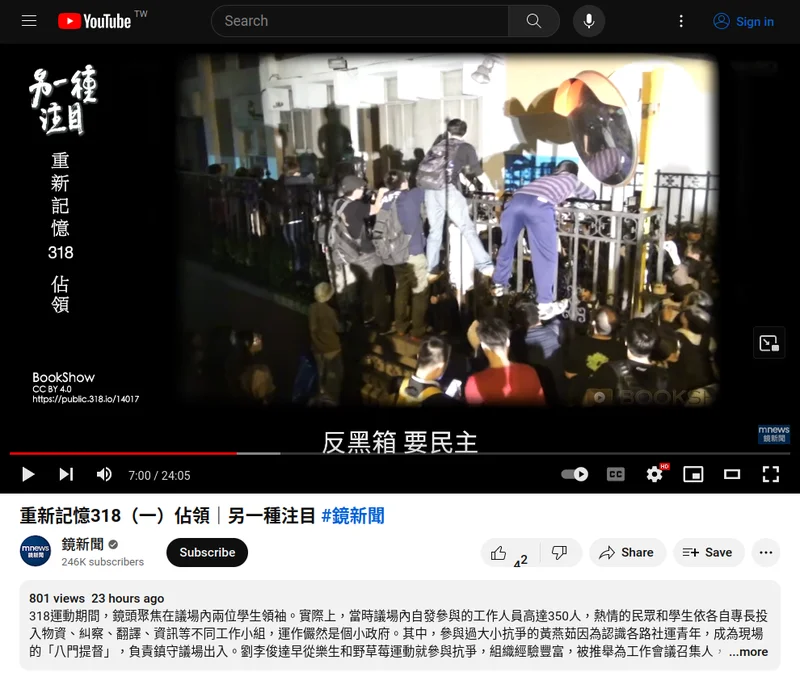 YouTube TW
Search
Sign in
另一種
注目
重新記憶318 佔領
BookShow
CC BY 4.0
https://public.318.io/14017
BOOKSH
反黑箱 要民主
mnews
鏡新聞
7:00 / 24:05
CC
HD
重新記憶318（一）佔領｜另一種注目 #鏡新聞
mnews
鏡新聞
鏡新聞
246K subscribers
Subscribe
42
Share
Save
801 views 23 hours ago
318運動期間，鏡頭聚焦在議場內兩位學生領袖。實際上，當時議場內自發參與的工作人員高達350人，熱情的民眾和學生依各自專長投
入物資、糾察、翻譯、資訊等不同工作小組，運作儼然是個小政府。其中，參與過大小抗爭的黃燕茹因為認識各路社運青年，成為現場
的「八門提督」，負責鎮守議場出入。劉李俊達早從樂生和野草莓運動就參與抗爭，組織經驗豐富，被推舉為工作會議召集人， ...more